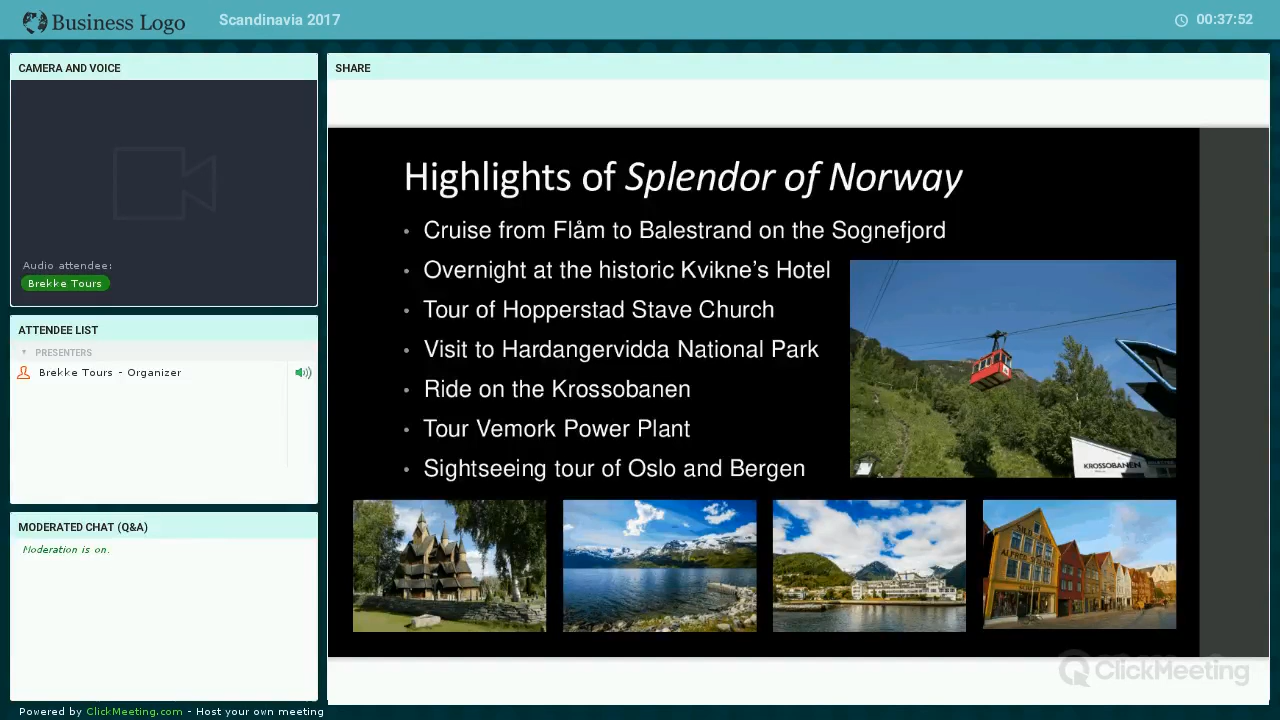 Business Logo
Scandinavia 2017
00:37:52
CAMERA AND VOICE
Audio attendee:
Brekke Tours
ATTENDEE LIST
PRESENTERS
Brekke Tours - Organizer
MODERATED CHAT (Q&A)
Moderation is on.
SHARE
Highlights of Splendor of Norway
• Cruise from Flåm to Balestrand on the Sognefjord
• Overnight at the historic Kvikne's Hotel
• Tour of Hopperstad Stave Church
• Visit to Hardangervidda National Park
• Ride on the Krossobanen
• Tour Vemork Power Plant
• Sightseeing tour of Oslo and Bergen
KROSSOBANEN
ClickMeeting
Powered by ClickMeeting.com - Host your own meeting